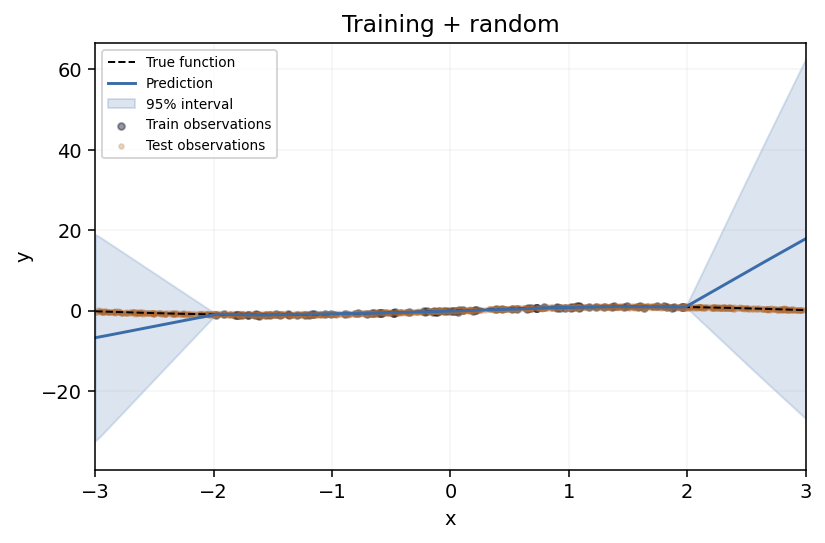 Training + random
True function
Prediction
95% interval
Train observations
Test observations
60
40
20
0
−20
y
−3
−2
−1
0
1
2
3
x